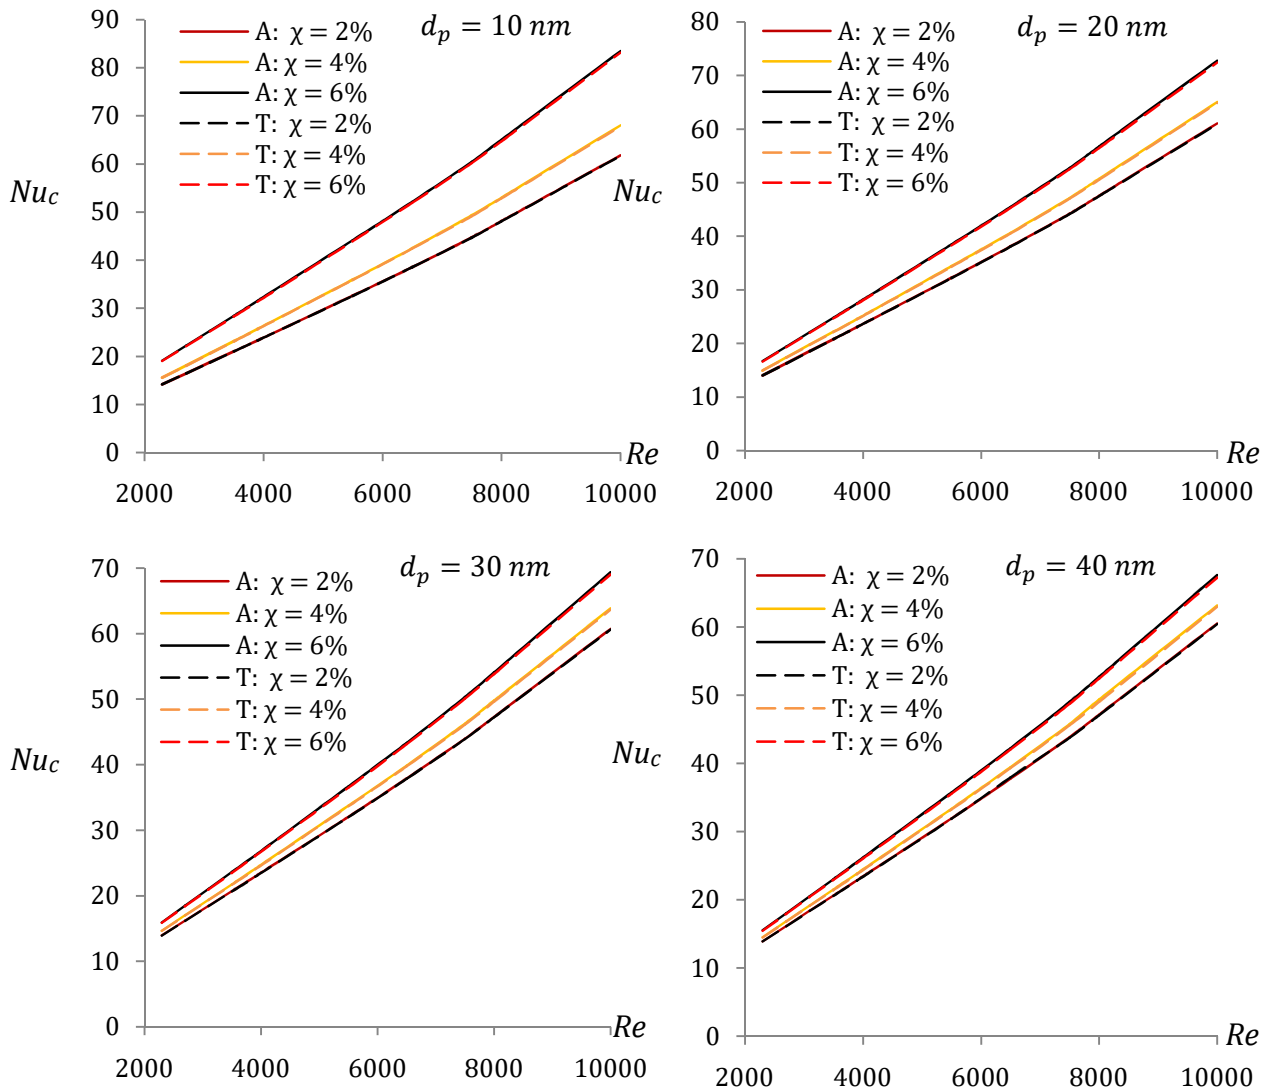 d_p = 10 nm
90
80
70
60
50
40
30
20
10
0
A: χ = 2%
A: χ = 4%
A: χ = 6%
T: χ = 2%
T: χ = 4%
T: χ = 6%
Nu_c
Re
2000 4000 6000 8000 10000
d_p = 20 nm
80
70
60
50
40
30
20
10
0
A: χ = 2%
A: χ = 4%
A: χ = 6%
T: χ = 2%
T: χ = 4%
T: χ = 6%
Nu_c
Re
2000 4000 6000 8000 10000
d_p = 30 nm
70
60
50
40
30
20
10
0
A: χ = 2%
A: χ = 4%
A: χ = 6%
T: χ = 2%
T: χ = 4%
T: χ = 6%
Nu_c
Re
2000 4000 6000 8000 10000
d_p = 40 nm
70
60
50
40
30
20
10
0
A: χ = 2%
A: χ = 4%
A: χ = 6%
T: χ = 2%
T: χ = 4%
T: χ = 6%
Nu_c
Re
2000 4000 6000 8000 10000